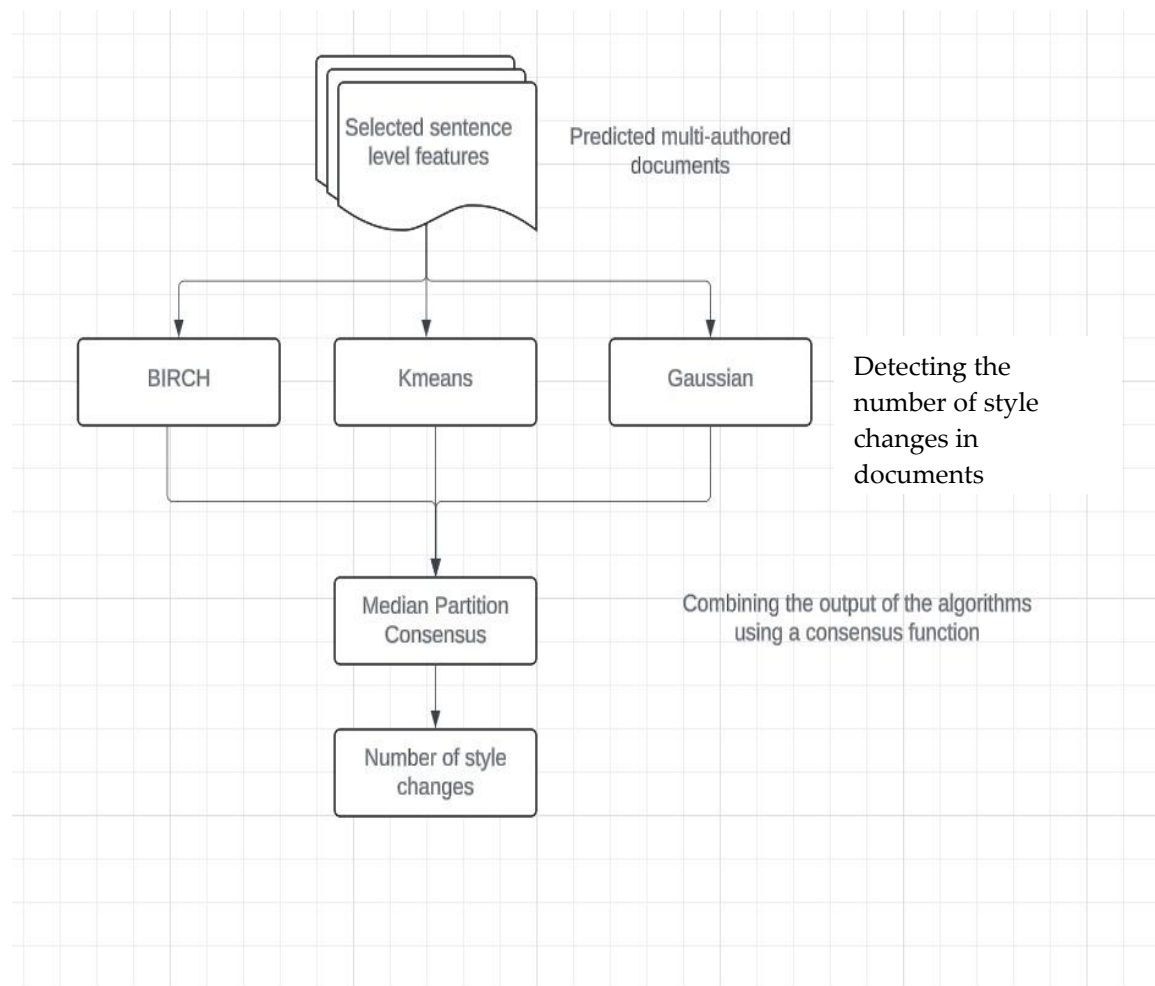 Selected sentence
level features
Predicted multi-authored
documents
BIRCH
Kmeans
Gaussian
Detecting the
number of style
changes in
documents
Median Partition
Consensus
Combining the output of the algorithms
using a consensus function
Number of style
changes